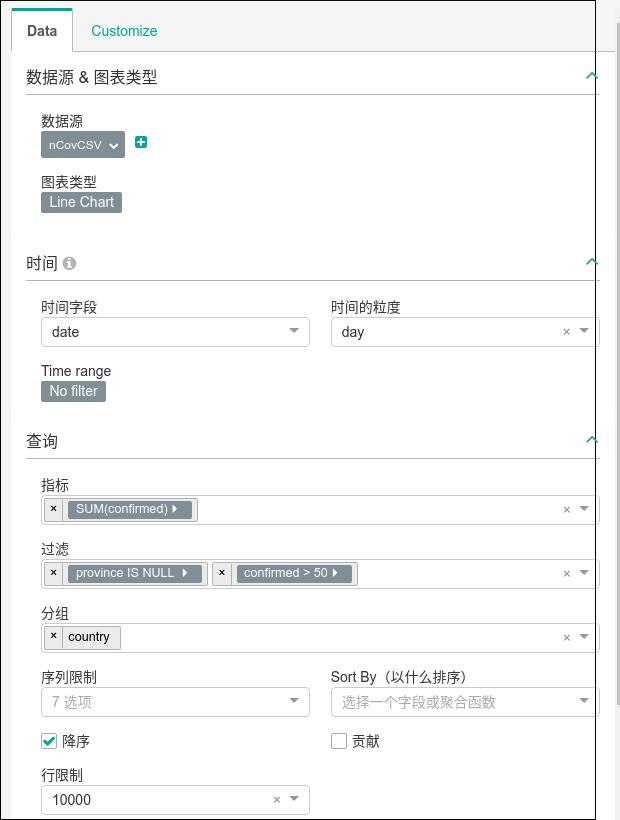 Data Customize
数据源 & 图表类型
数据源
nCovCSV
图表类型
Line Chart
时间
时间字段 时间的粒度
date day ×
Time range
No filter
查询
指标
× SUM(confirmed) ×
过滤
× province IS NULL × confirmed > 50 ×
分组
× country ×
序列限制 Sort By（以什么排序）
7 选项 选择一个字段或聚合函数
降序 贡献
行限制
10000 ×